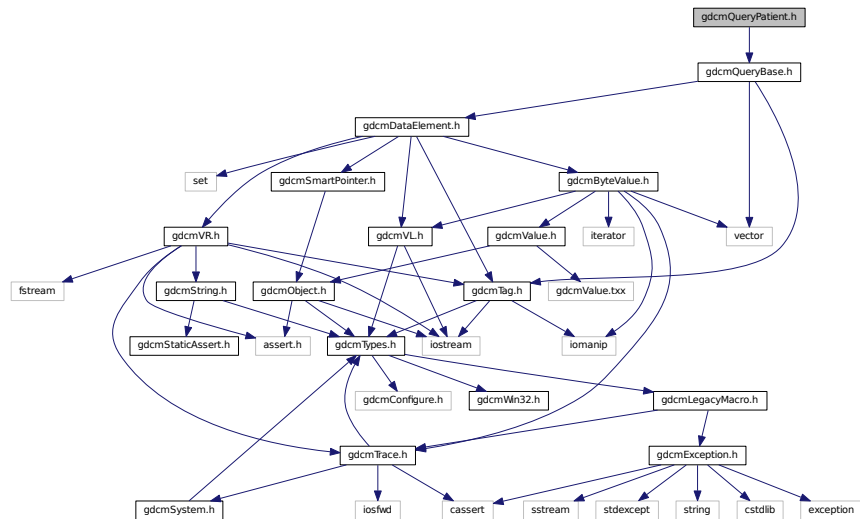 gdcmQueryPatient.h
gdcmQueryBase.h
gdcmDataElement.h
set
gdcmSmartPointer.h
gdcmByteValue.h
gdcmVR.h
gdcmVL.h
gdcmValue.h
iterator
vector
fstream
gdcmString.h
gdcmObject.h
gdcmTag.h
gdcmValue.txx
gdcmStaticAssert.h
assert.h
gdcmTypes.h
iostream
iomanip
gdcmConfigure.h
gdcmWin32.h
gdcmLegacyMacro.h
gdcmTrace.h
gdcmException.h
gdcmSystem.h
iosfwd
cassert
sstream
stdexcept
string
cstdlib
exception